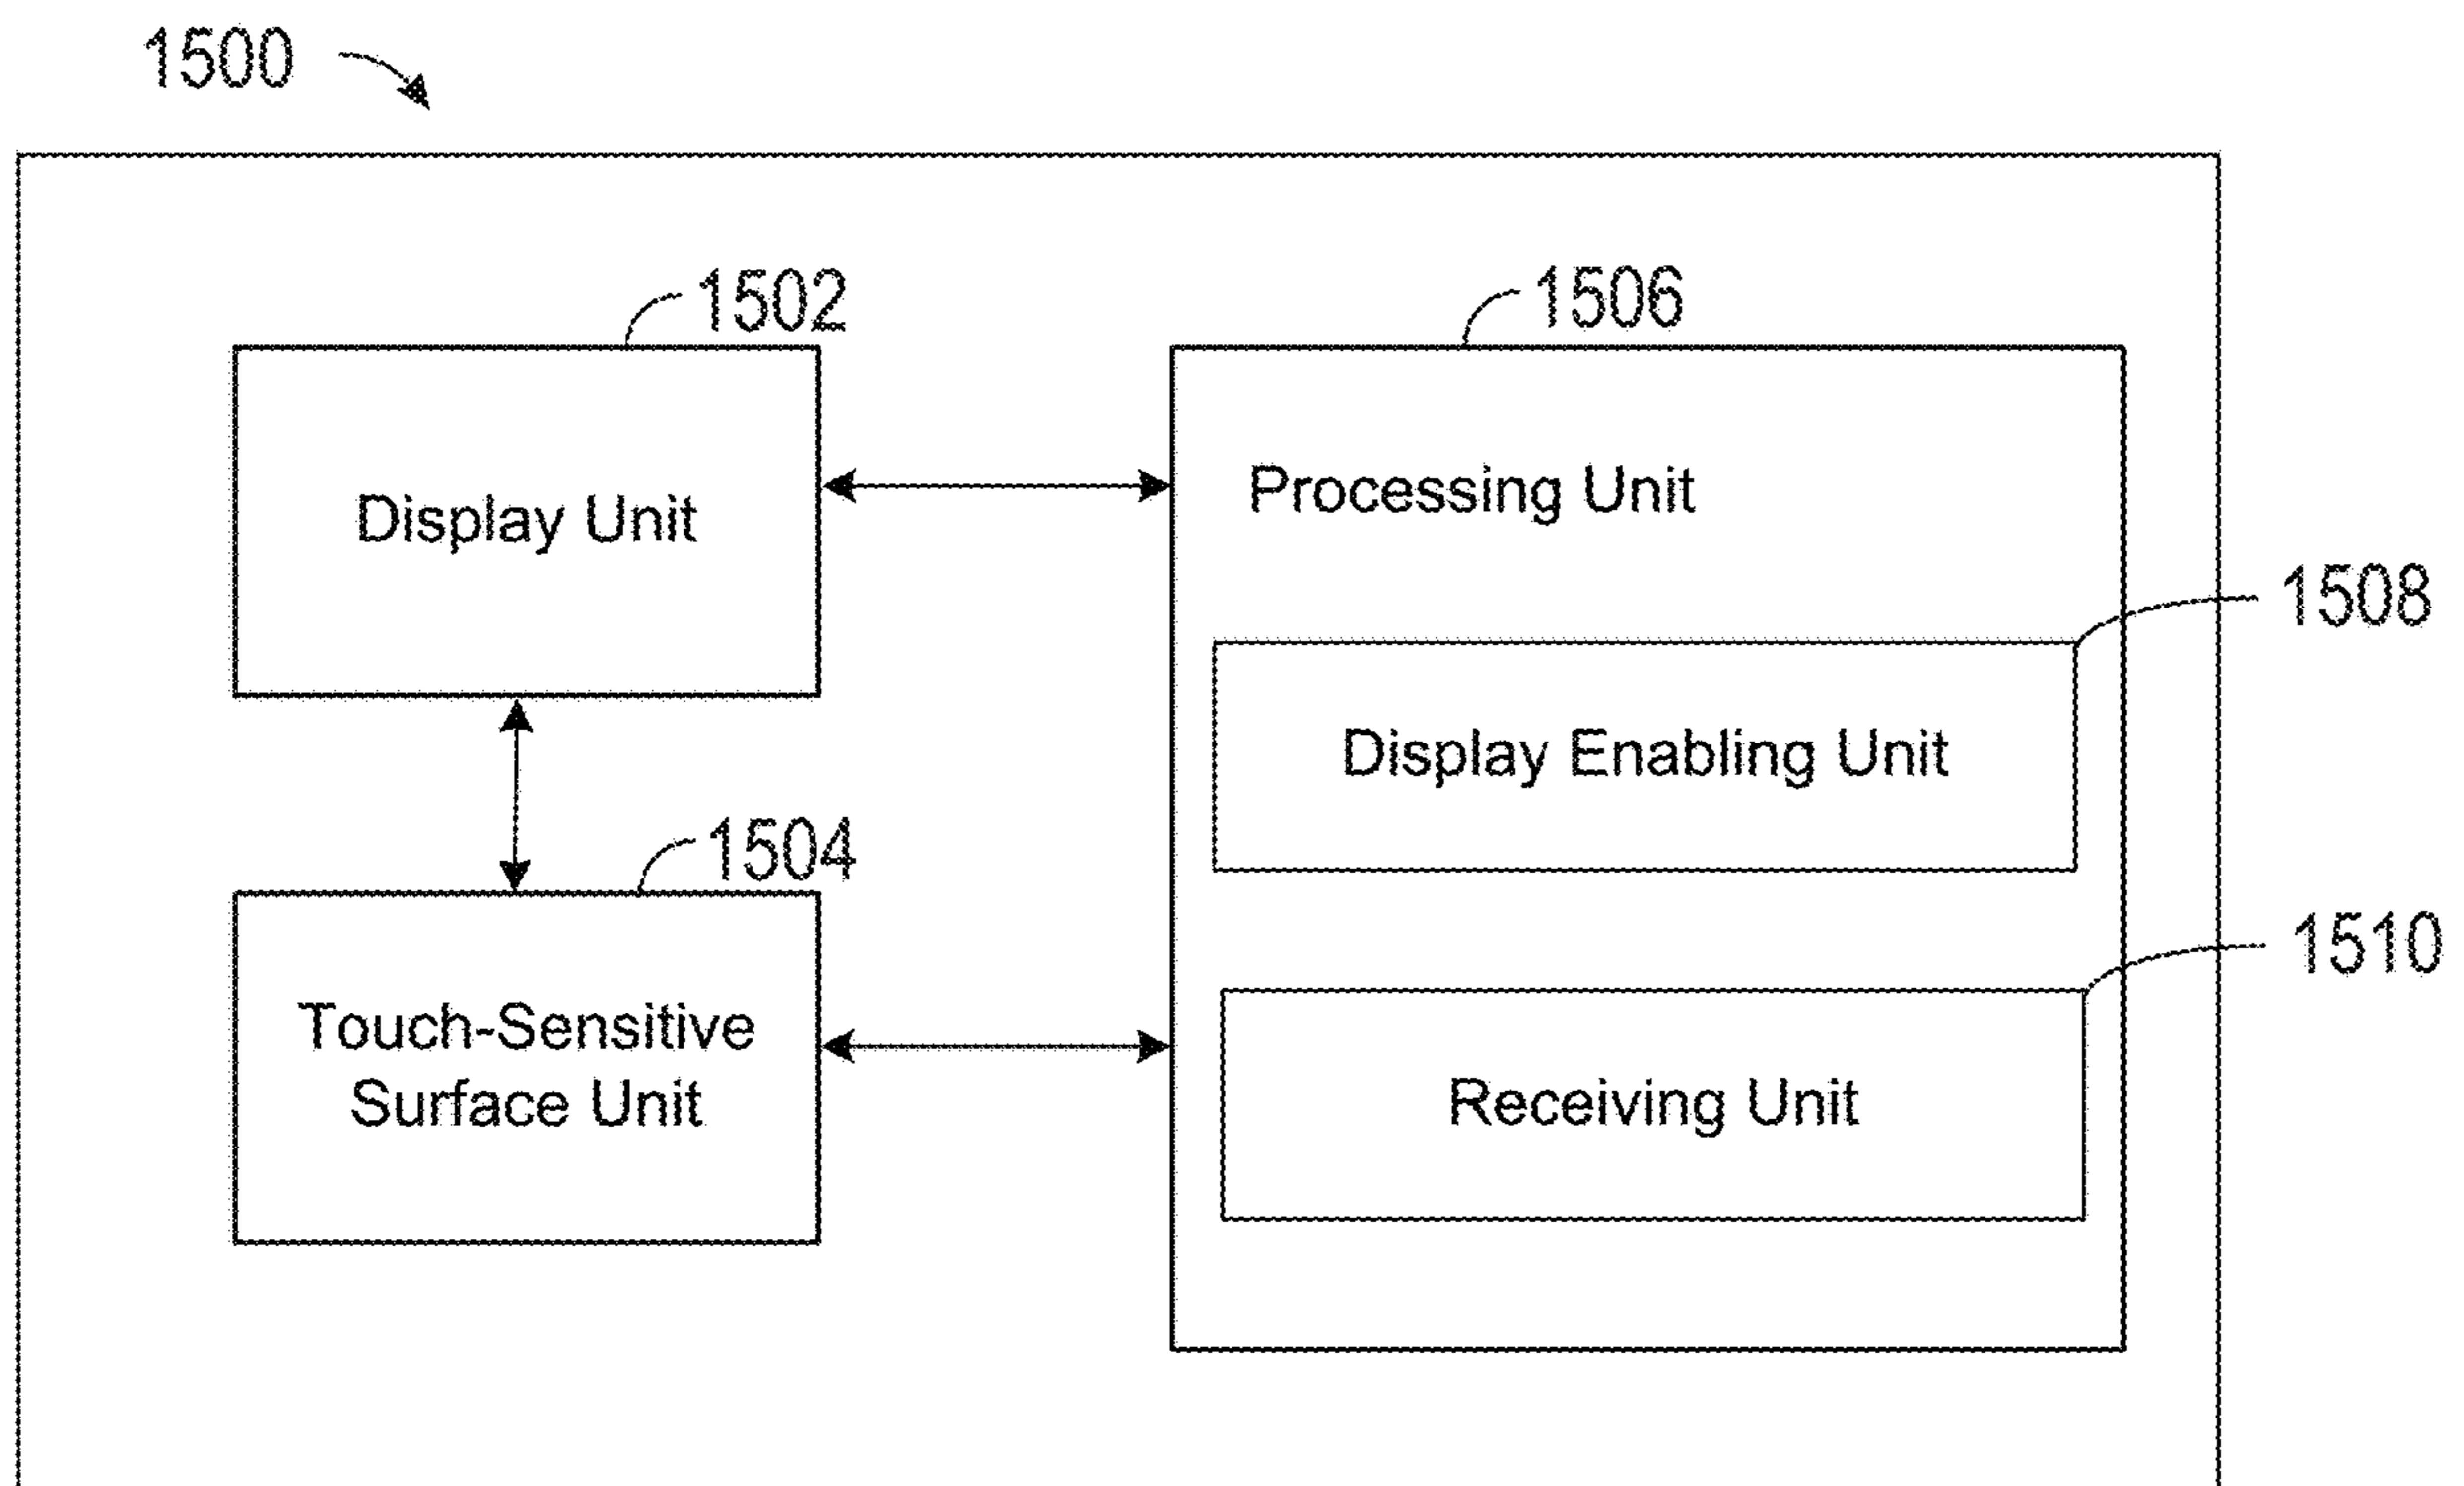 1500
1502
1506
Display Unit
Processing Unit
1508
Display Enabling Unit
1504
1510
Touch-Sensitive
Surface Unit
Receiving Unit